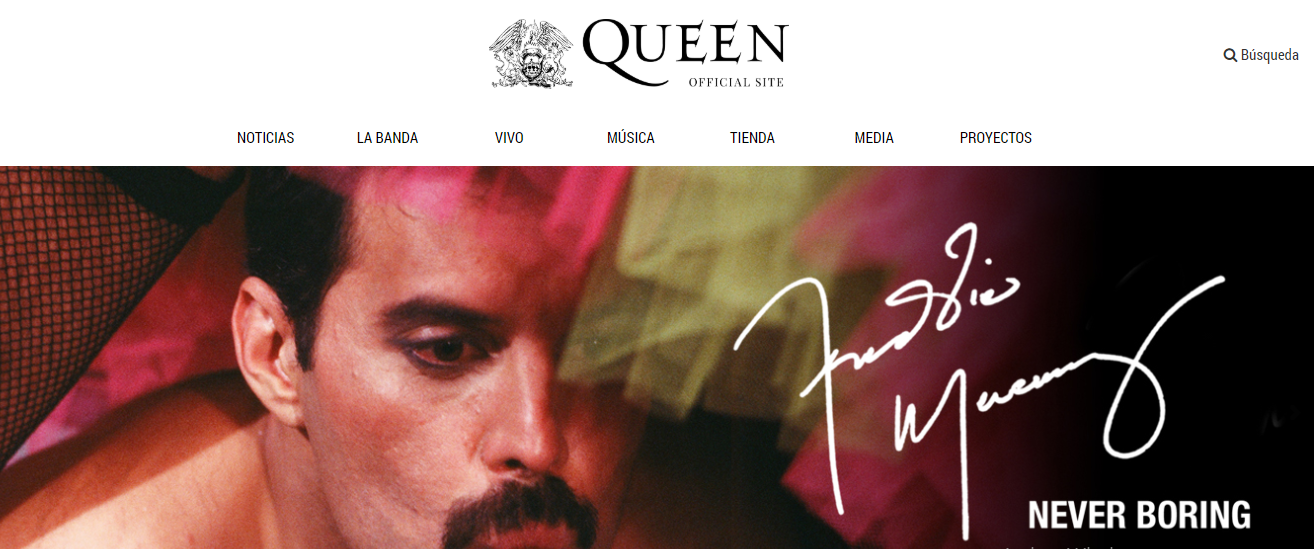 QUEEN
OFFICIAL SITE
Búsqueda
NOTICIAS LA BANDA VIVO MÚSICA TIENDA MEDIA PROYECTOS
Freddie
Mercury
NEVER BORING